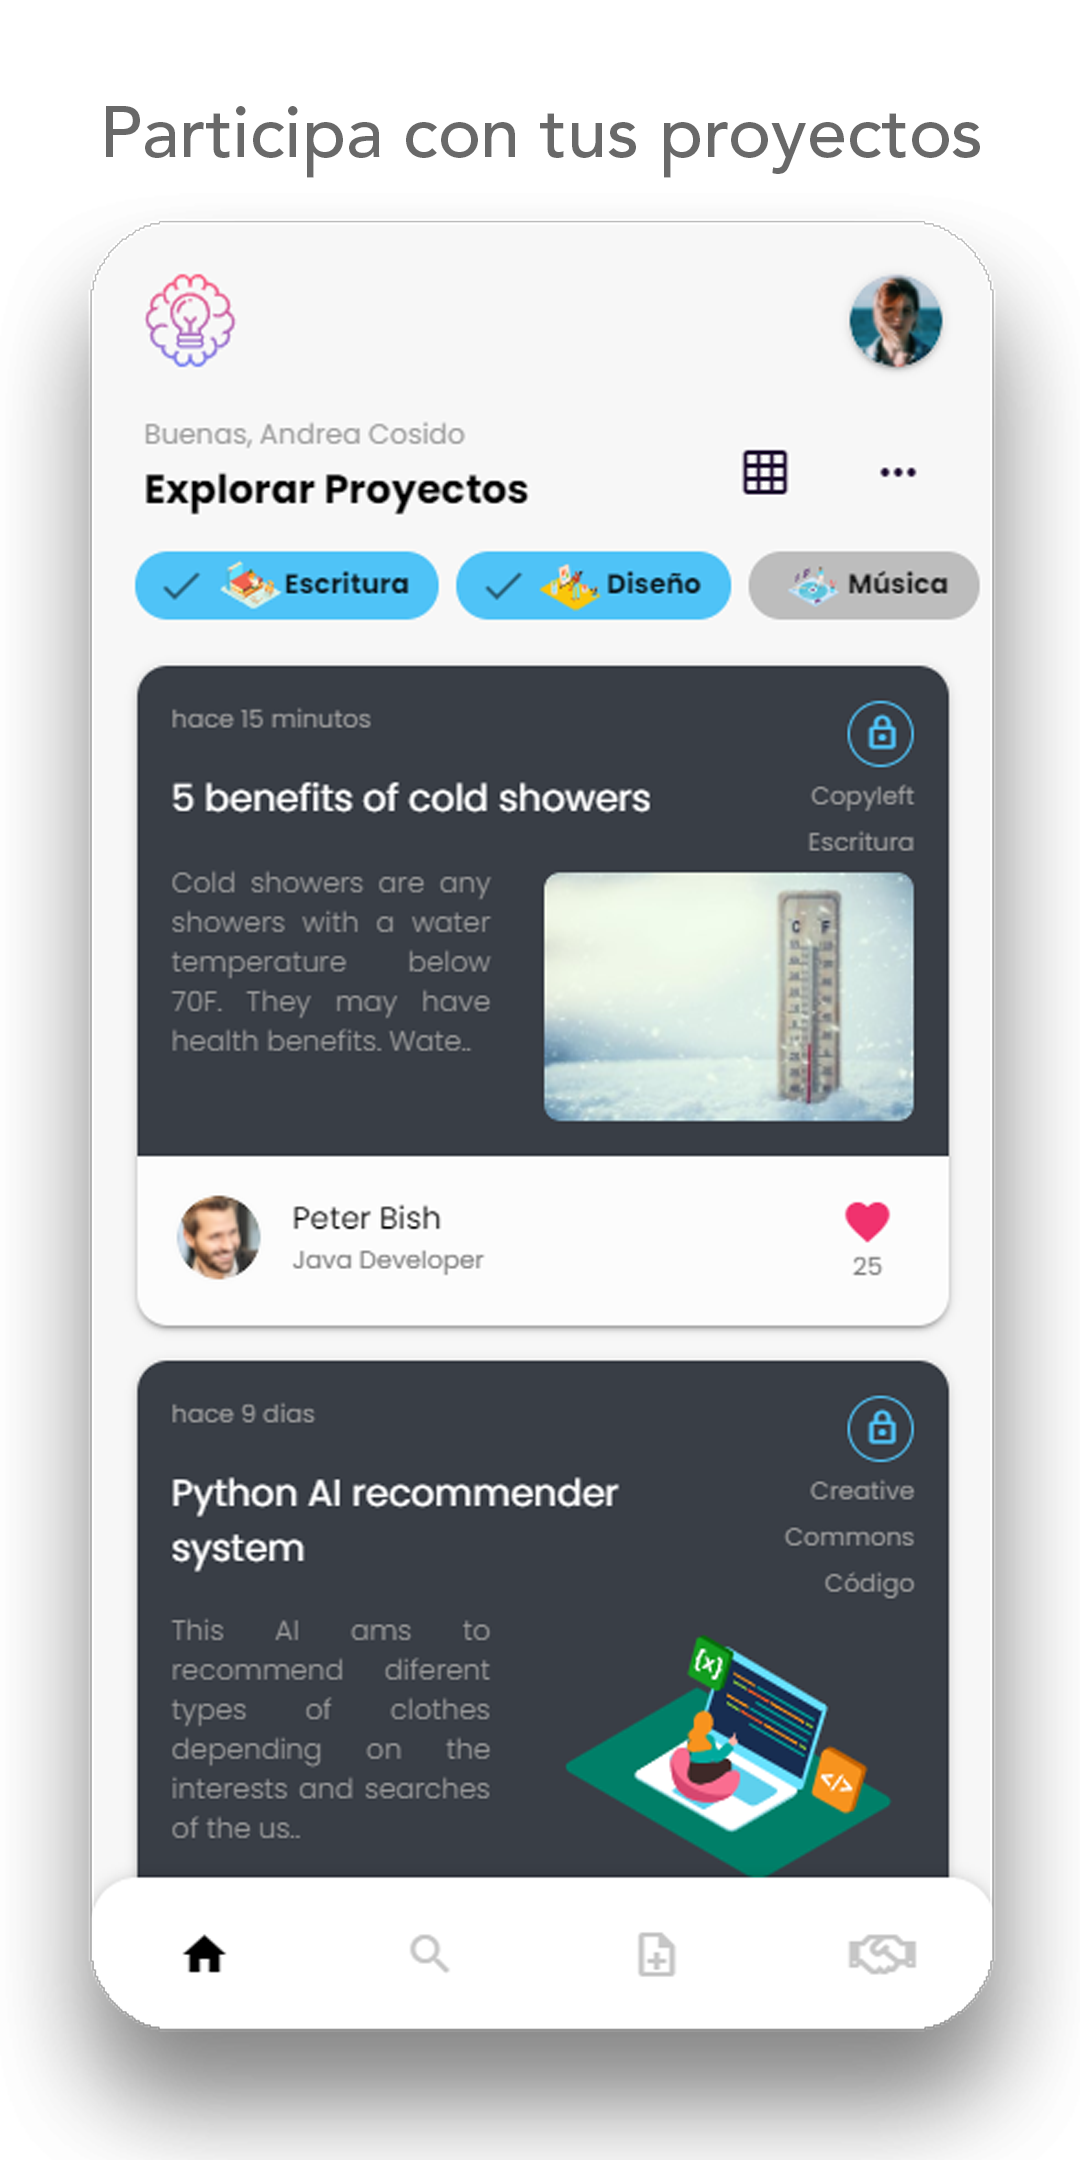 Participa con tus proyectos
Buenas, Andrea Cosido
Explorar Proyectos
Escritura
Diseño
Música
hace 15 minutos
5 benefits of cold showers
Copyleft
Escritura
Cold showers are any
showers with a water
temperature below
70F. They may have
health benefits. Wate..
C F
Peter Bish
Java Developer
25
hace 9 dias
Python AI recommender
system
Creative
Commons
Código
This AI ams to
recommend diferent
types of clothes
depending on the
interests and searches
of the us..
{x}
</>